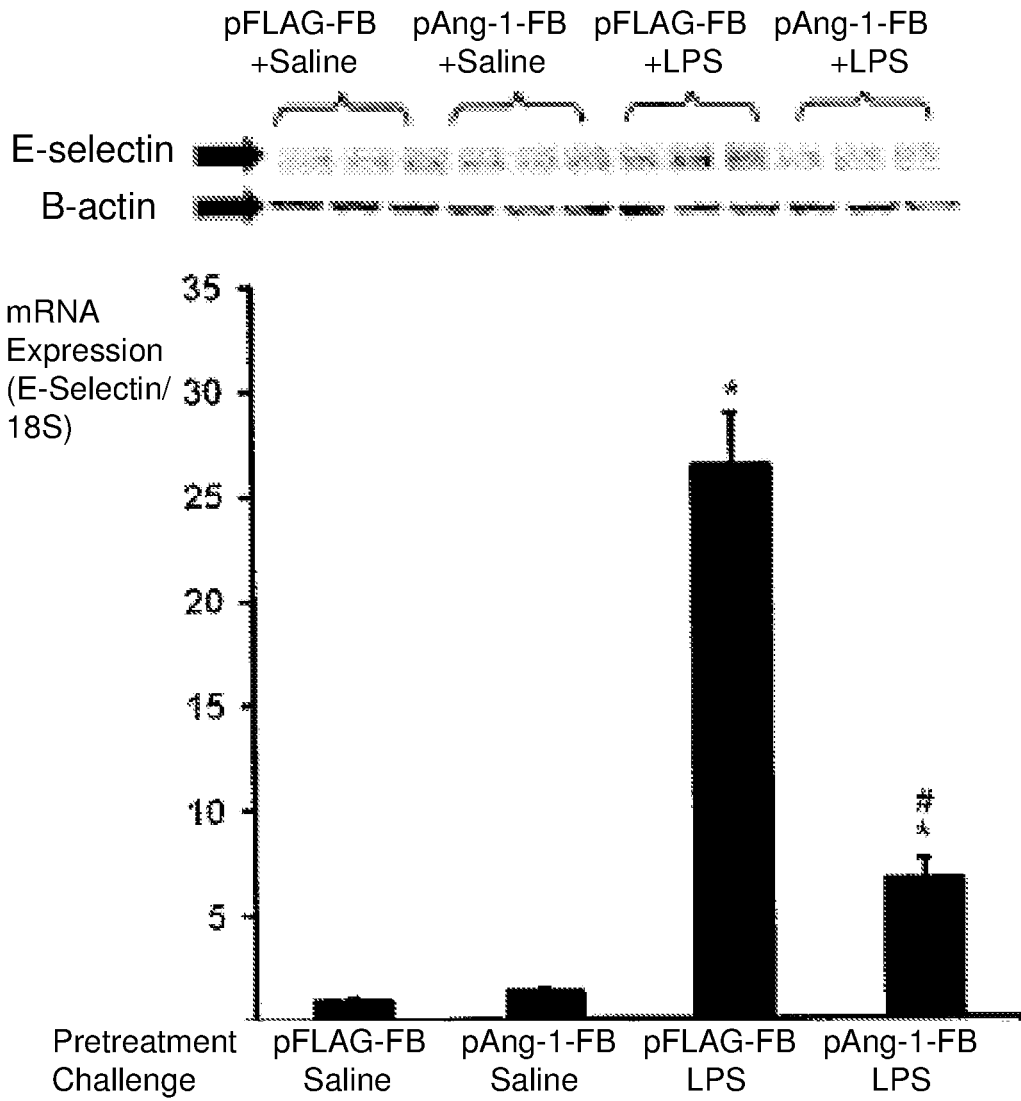 pFLAG-FB pAng-1-FB pFLAG-FB pAng-1-FB
+Saline +Saline +LPS +LPS
E-selectin
B-actin
35
mRNA
Expression
(E-Selectin/
18S)
30
*
25
20
15
10
#
*
5
Pretreatment pFLAG-FB pAng-1-FB pFLAG-FB pAng-1-FB
Challenge Saline Saline LPS LPS